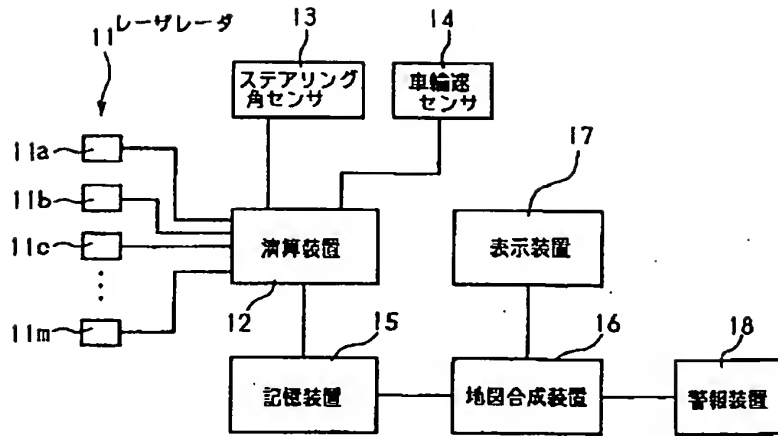 レーザレーダ
11
13
14
ステアリング
角センサ
車輪速
センサ
11a
11b
11c
11m
17
演算装置
表示装置
12
15
16
18
記憶装置
地図合成装置
警報装置